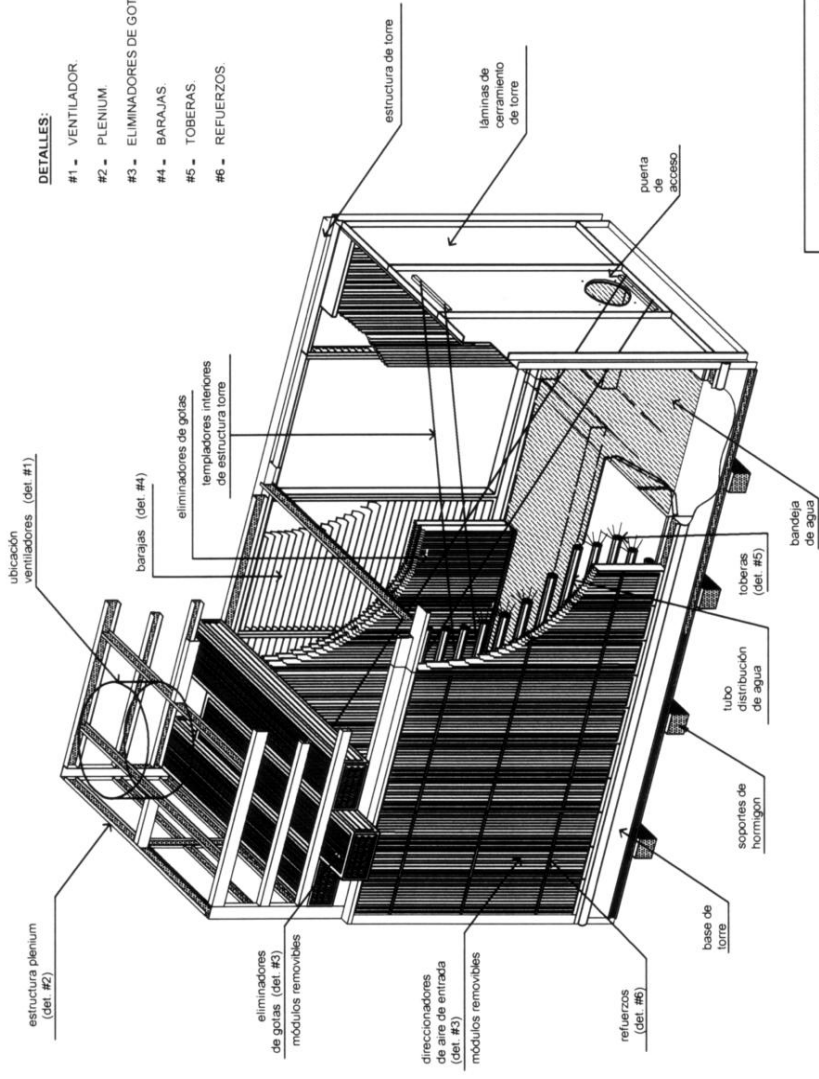 DETALLES:
#1 - VENTILADOR.
#2 - PLENIUM.
#3 - ELIMINADORES DE GOT
#4 - BARAJAS.
#5 - TOBERAS.
#6 - REFUERZOS.
ubicación
ventiladores (det. #1)
barajas (det. #4)
eliminadores de gotas
templadores interiores
de estructura torre
estructura de torre
láminas de
cerramiento
de torre
puerta
de
acceso
estructura plenium
(det. #2)
eliminadores
de gotas (det. #3)
módulos removibles
direccionadores
de aire de entrada
(det. #3)
módulos removibles
refuerzos
(det. #6)
base de
torre
soportes de
hormigon
tubo
distribución
de agua
toberas
(det. #5)
bandeja
de agua